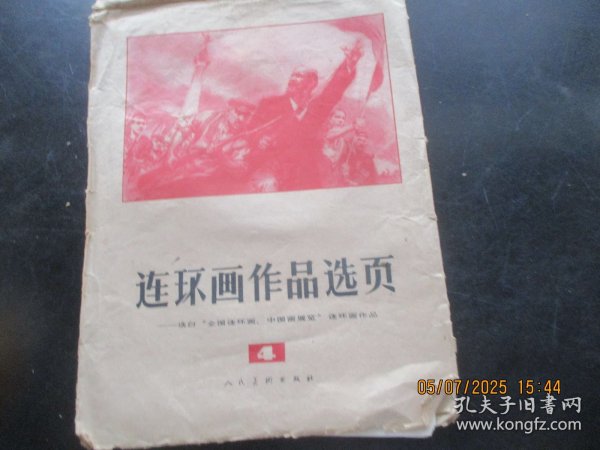 连环画作品选页
——选自“全国连环画、中国画展览”连环画作品
4
人民美术出版社
05/07/2025 15:44
孔夫子旧书网
www.kongfz.com